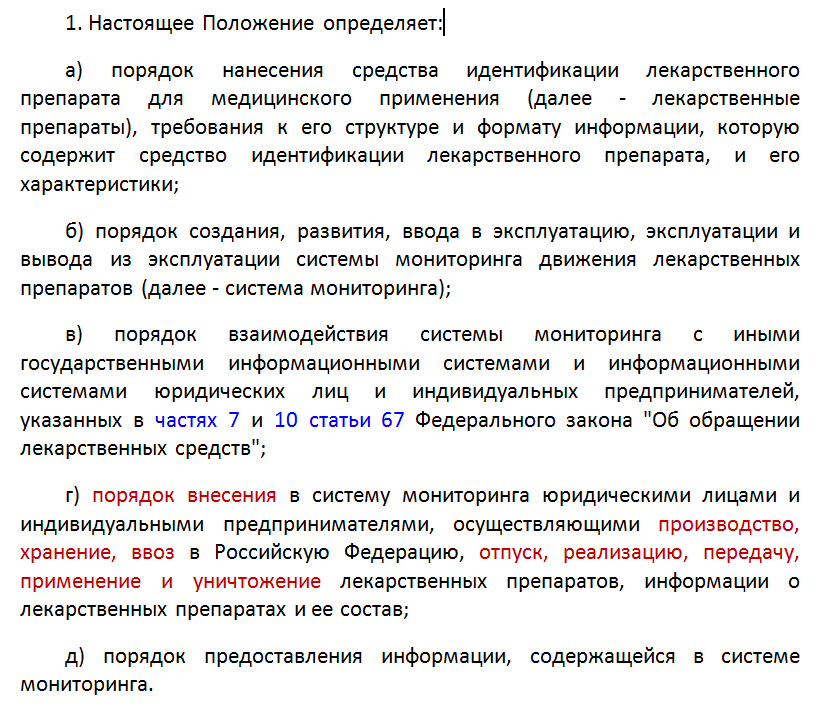 1. Настоящее Положение определяет:
а) порядок нанесения средства идентификации лекарственного
препарата для медицинского применения (далее - лекарственные
препараты), требования к его структуре и формату информации, которую
содержит средство идентификации лекарственного препарата, и его
характеристики;
б) порядок создания, развития, ввода в эксплуатацию, эксплуатации и
вывода из эксплуатации системы мониторинга движения лекарственных
препаратов (далее - система мониторинга);
в) порядок взаимодействия системы мониторинга с иными
государственными информационными системами и информационными
системами юридических лиц и индивидуальных предпринимателей,
указанных в частях 7 и 10 статьи 67 Федерального закона "Об обращении
лекарственных средств";
г) порядок внесения в систему мониторинга юридическими лицами и
индивидуальными предпринимателями, осуществляющими производство,
хранение, ввоз в Российскую Федерацию, отпуск, реализацию, передачу,
применение и уничтожение лекарственных препаратов, информации о
лекарственных препаратах и ее состав;
д) порядок предоставления информации, содержащейся в системе
мониторинга.